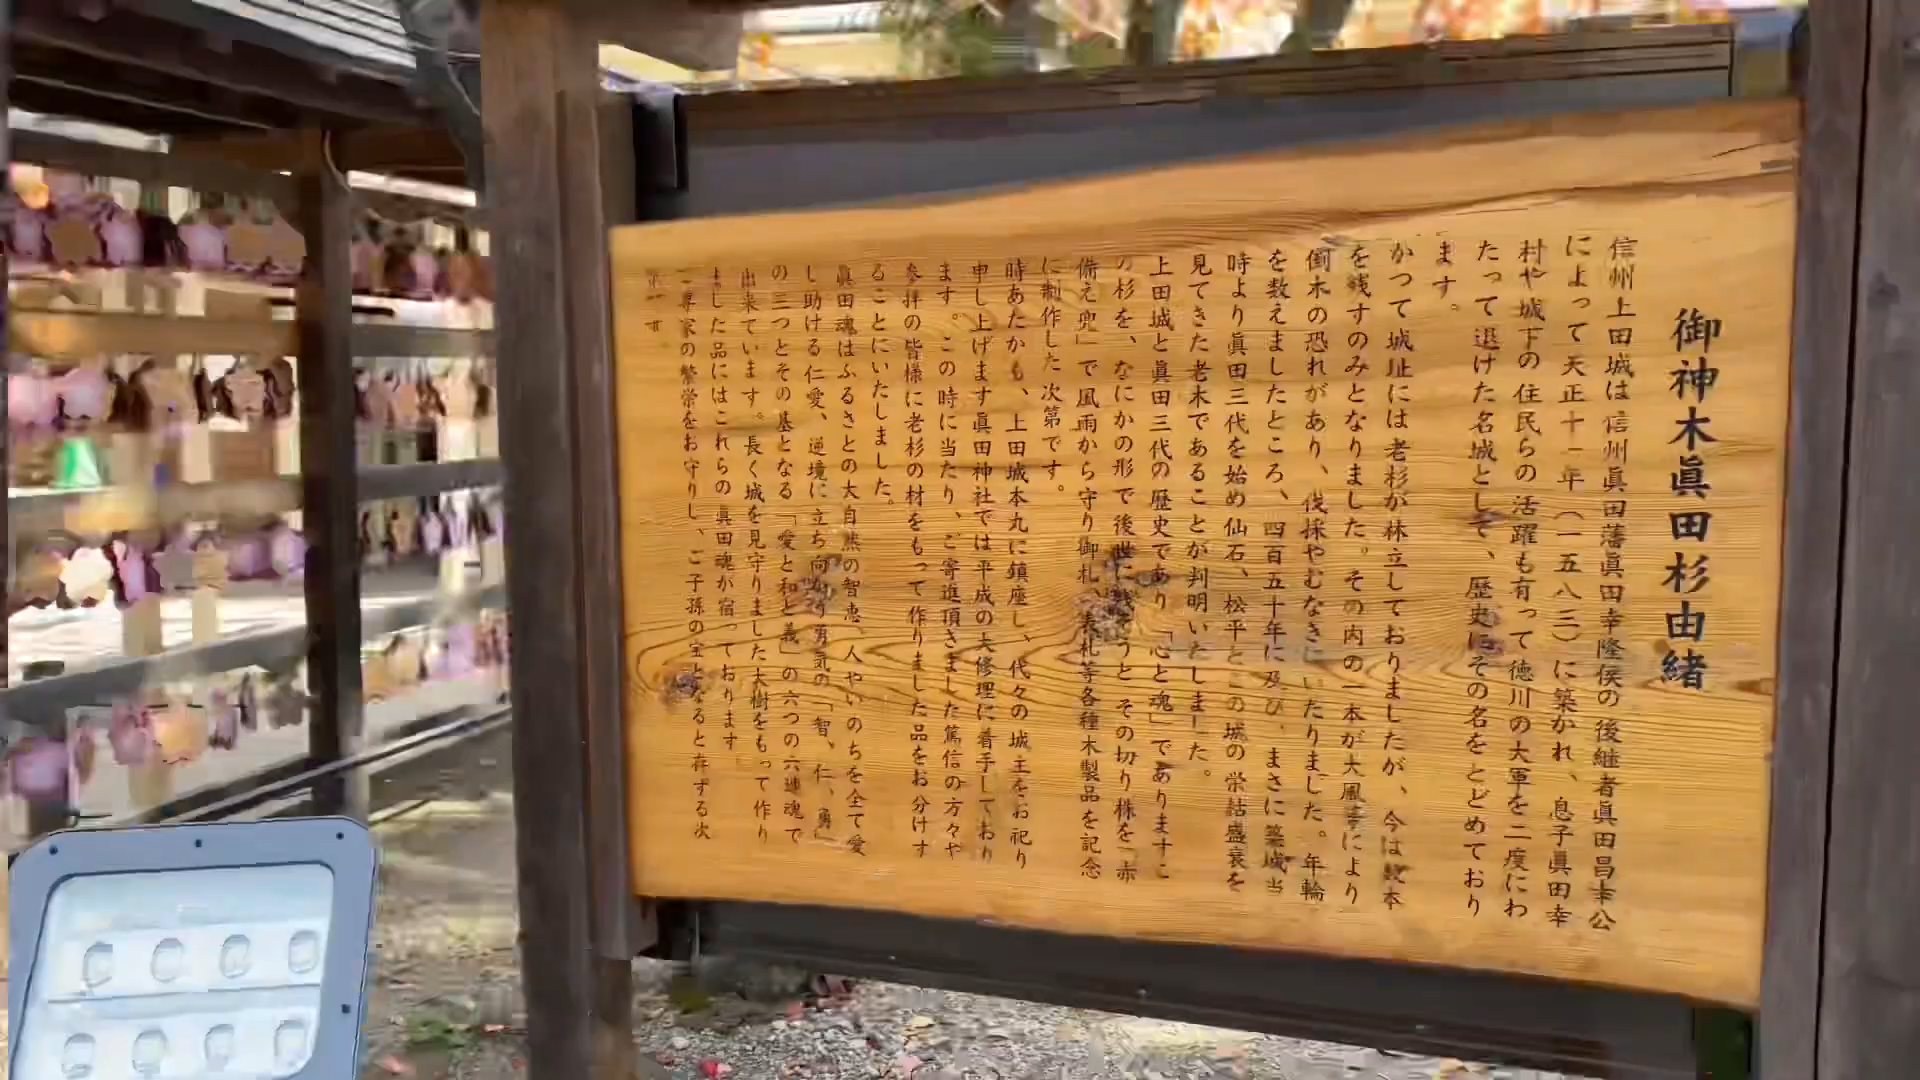 御神木眞田杉由緒
信州上田城は信州眞田藩眞田幸隆侯の後継者眞田昌幸公
によって天正十一年（一五八三）に築かれ、息子眞田幸
村や城下の住民らの活躍も有って徳川の大軍を二度にわ
たって退けた名城として、歴史にその名をとどめており
ます。
かつて城址には老杉が林立しておりましたが、今は数本
を残すのみとなりました。その内の一本が大風等により
倒木の恐れがあり、伐採やむなきにいたりました。年輪
を数えましたところ、四百五十年に及び、まさに築城当
時より眞田三代を始め仙石、松平とこの城の栄枯盛衰を
見てきた老木であることが判明いたしました。
上田城と眞田三代の歴史であり「心と魂」でありますこ
の杉を、なにかの形で後世に残そうと その切り株を「赤
備え兜」で風雨から守り御札、表札等各種木製品を記念
に制作した次第です。
時あたかも、上田城本丸に鎮座し、代々の城主をお祀り
申し上げます眞田神社では平成の大修理に着手しており
ます。この時に当たり、ご寄進頂きました篤信の方々や
参拝の皆様に老杉の材をもって作りました品をお分けす
ることにいたしました。
眞田魂はふるさとの大自然の智恵、人やいのちを全て愛
し助ける仁愛、逆境に立ち向かう勇気の「智、仁、勇」
の三つとその基となる「愛と和と義」の六つの六連魂で
出来ています。長く城を見守りました大樹をもって作り
ました品にはこれらの眞田魂が宿っております
ご尊家の繁栄をお守りし、ご子孫の宝となると存ずる次
第です。